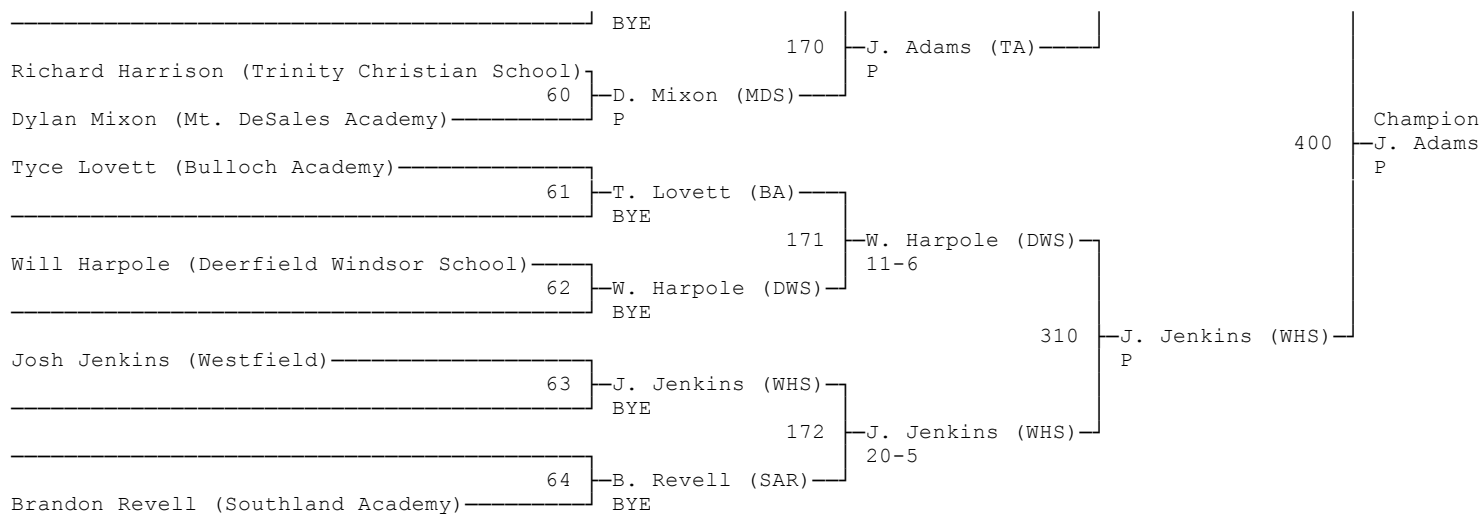 BYE
170 J. Adams (TA)
Richard Harrison (Trinity Christian School) P
60 D. Mixon (MDS)
Dylan Mixon (Mt. DeSales Academy) P Champion
400 J. Adams
Tyce Lovett (Bulloch Academy) P
61 T. Lovett (BA)
BYE
171 W. Harpole (DWS)
Will Harpole (Deerfield Windsor School) 11-6
62 W. Harpole (DWS)
BYE
310 J. Jenkins (WHS)
Josh Jenkins (Westfield) P
63 J. Jenkins (WHS)
BYE
172 J. Jenkins (WHS)
20-5
64 B. Revell (SAR)
Brandon Revell (Southland Academy) BYE